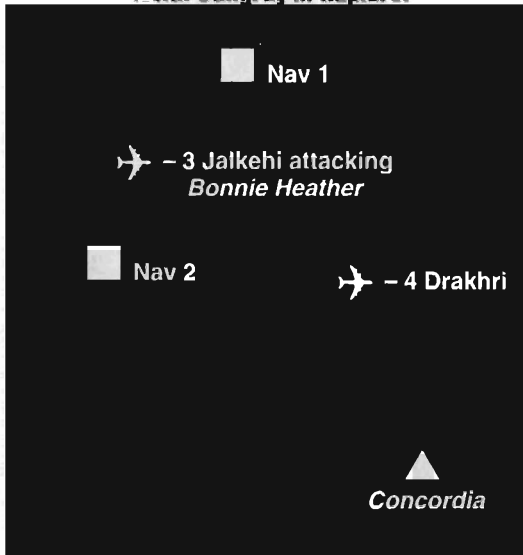 Nav 1
– 3 Jalkehi attacking
Bonnie Heather
Nav 2
– 4 Drakhri
Concordia